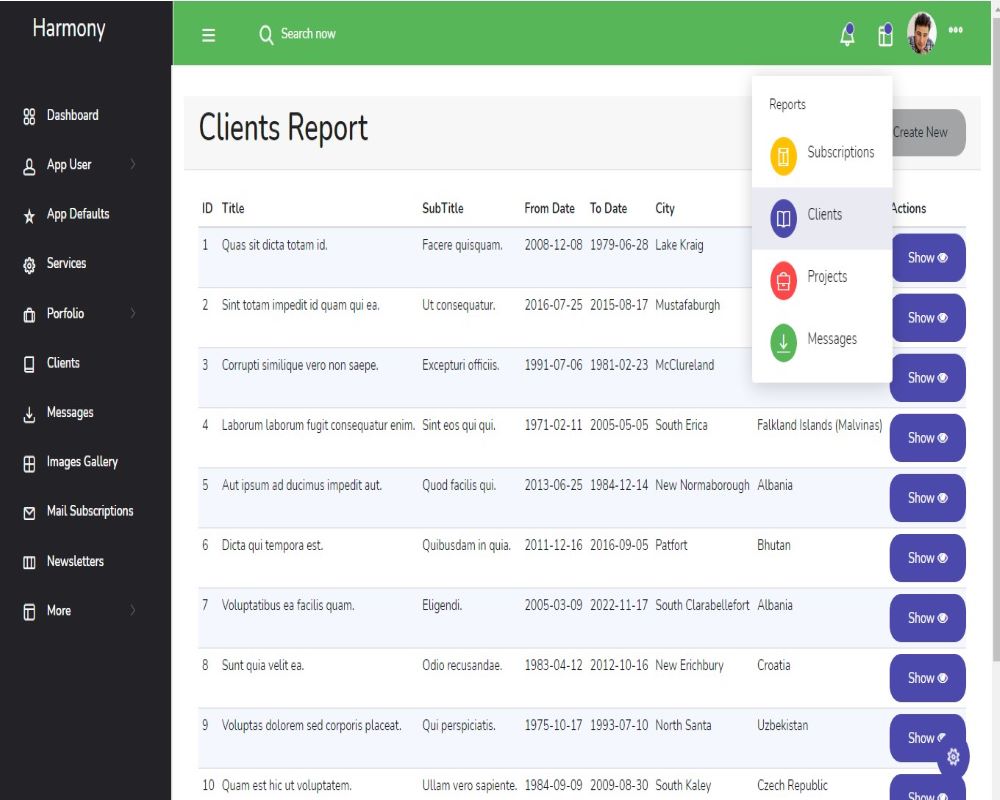 Harmony
Search now
Dashboard
App User
App Defaults
Services
Porfolio
Clients
Messages
Images Gallery
Mail Subscriptions
Newsletters
More
Clients Report
Create New
Reports
Subscriptions
Clients
Projects
Messages
ID Title SubTitle From Date To Date City Actions
1 Quas sit dicta totam id. Facere quisquam. 2008-12-08 1979-06-28 Lake Kraig Show
2 Sint totam impedit id quam qui ea. Ut consequatur. 2016-07-25 2015-08-17 Mustafaburgh Show
3 Corrupti similique vero non saepe. Excepturi officiis. 1991-07-06 1981-02-23 McClureland Show
4 Laborum laborum fugit consequatur enim. Sint eos qui qui. 1971-02-11 2005-05-05 South Erica Falkland Islands (Malvinas) Show
5 Aut ipsum ad ducimus impedit aut. Quod facilis qui. 2013-06-25 1984-12-14 New Normaborough Albania Show
6 Dicta qui tempora est. Quibusdam in quia. 2011-12-16 2016-09-05 Patfort Bhutan Show
7 Voluptatibus ea facilis quam. Eligendi. 2005-03-09 2022-11-17 South Clarabellefort Albania Show
8 Sunt quia velit ea. Odio recusandae. 1983-04-12 2012-10-16 New Erichbury Croatia Show
9 Voluptas dolorem sed corporis placeat. Qui perspiciatis. 1975-10-17 1993-07-10 North Santa Uzbekistan Show
10 Quam est hic ut voluptatem. Ullam vero sapiente. 1984-09-09 2009-08-30 South Kaley Czech Republic Show